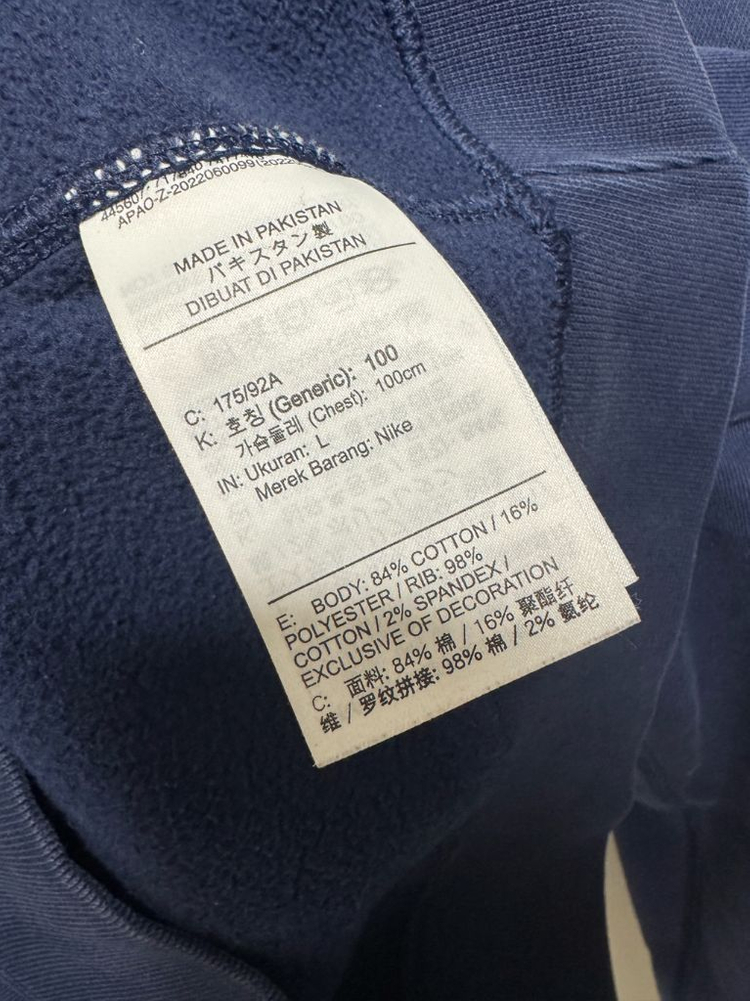 APAO-Z-2022060099(2022
MADE IN PAKISTAN
パキスタン製
DIBUAT DI PAKISTAN
C: 175/92A
K: 호칭 (Generic): 100
가슴둘레 (Chest): 100cm
IN: Ukuran: L
Merek Barang: Nike
E: BODY: 84% COTTON / 16%
POLYESTER / RIB: 98%
COTTON / 2% SPANDEX /
EXCLUSIVE OF DECORATION
C: 面料: 84% 棉 / 16% 聚酯纤
维 / 罗纹拼接: 98% 棉 / 2% 氨纶